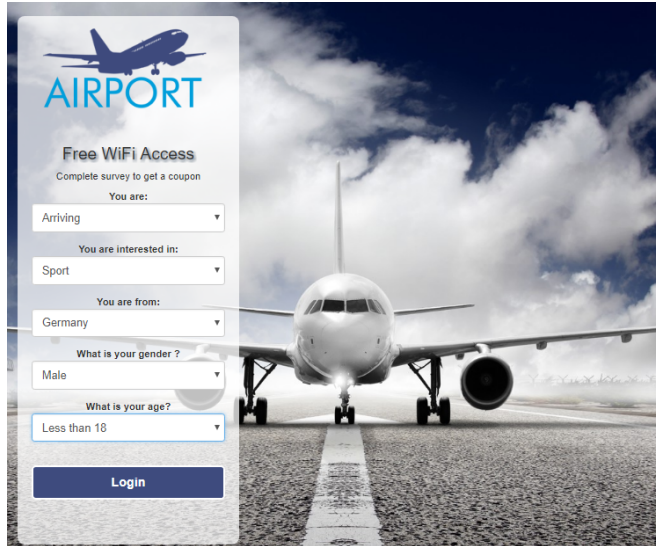 AIRPORT
Free WiFi Access
Complete survey to get a coupon
You are:
Arriving
You are interested in:
Sport
You are from:
Germany
What is your gender ?
Male
What is your age?
Less than 18
Login